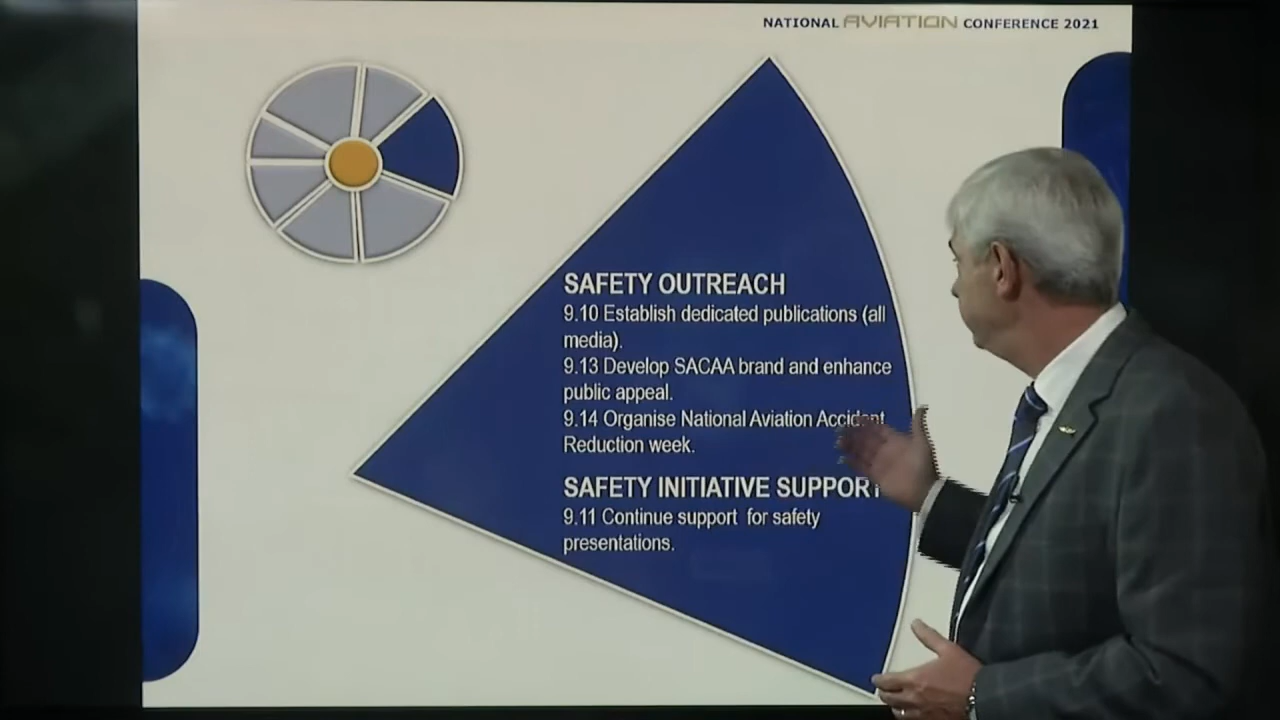 NATIONAL AVIATION CONFERENCE 2021
SAFETY OUTREACH
9.10 Establish dedicated publications (all
media).
9.13 Develop SACAA brand and enhance
public appeal.
9.14 Organise National Aviation Accident
Reduction week.
SAFETY INITIATIVE SUPPORT
9.11 Continue support for safety
presentations.